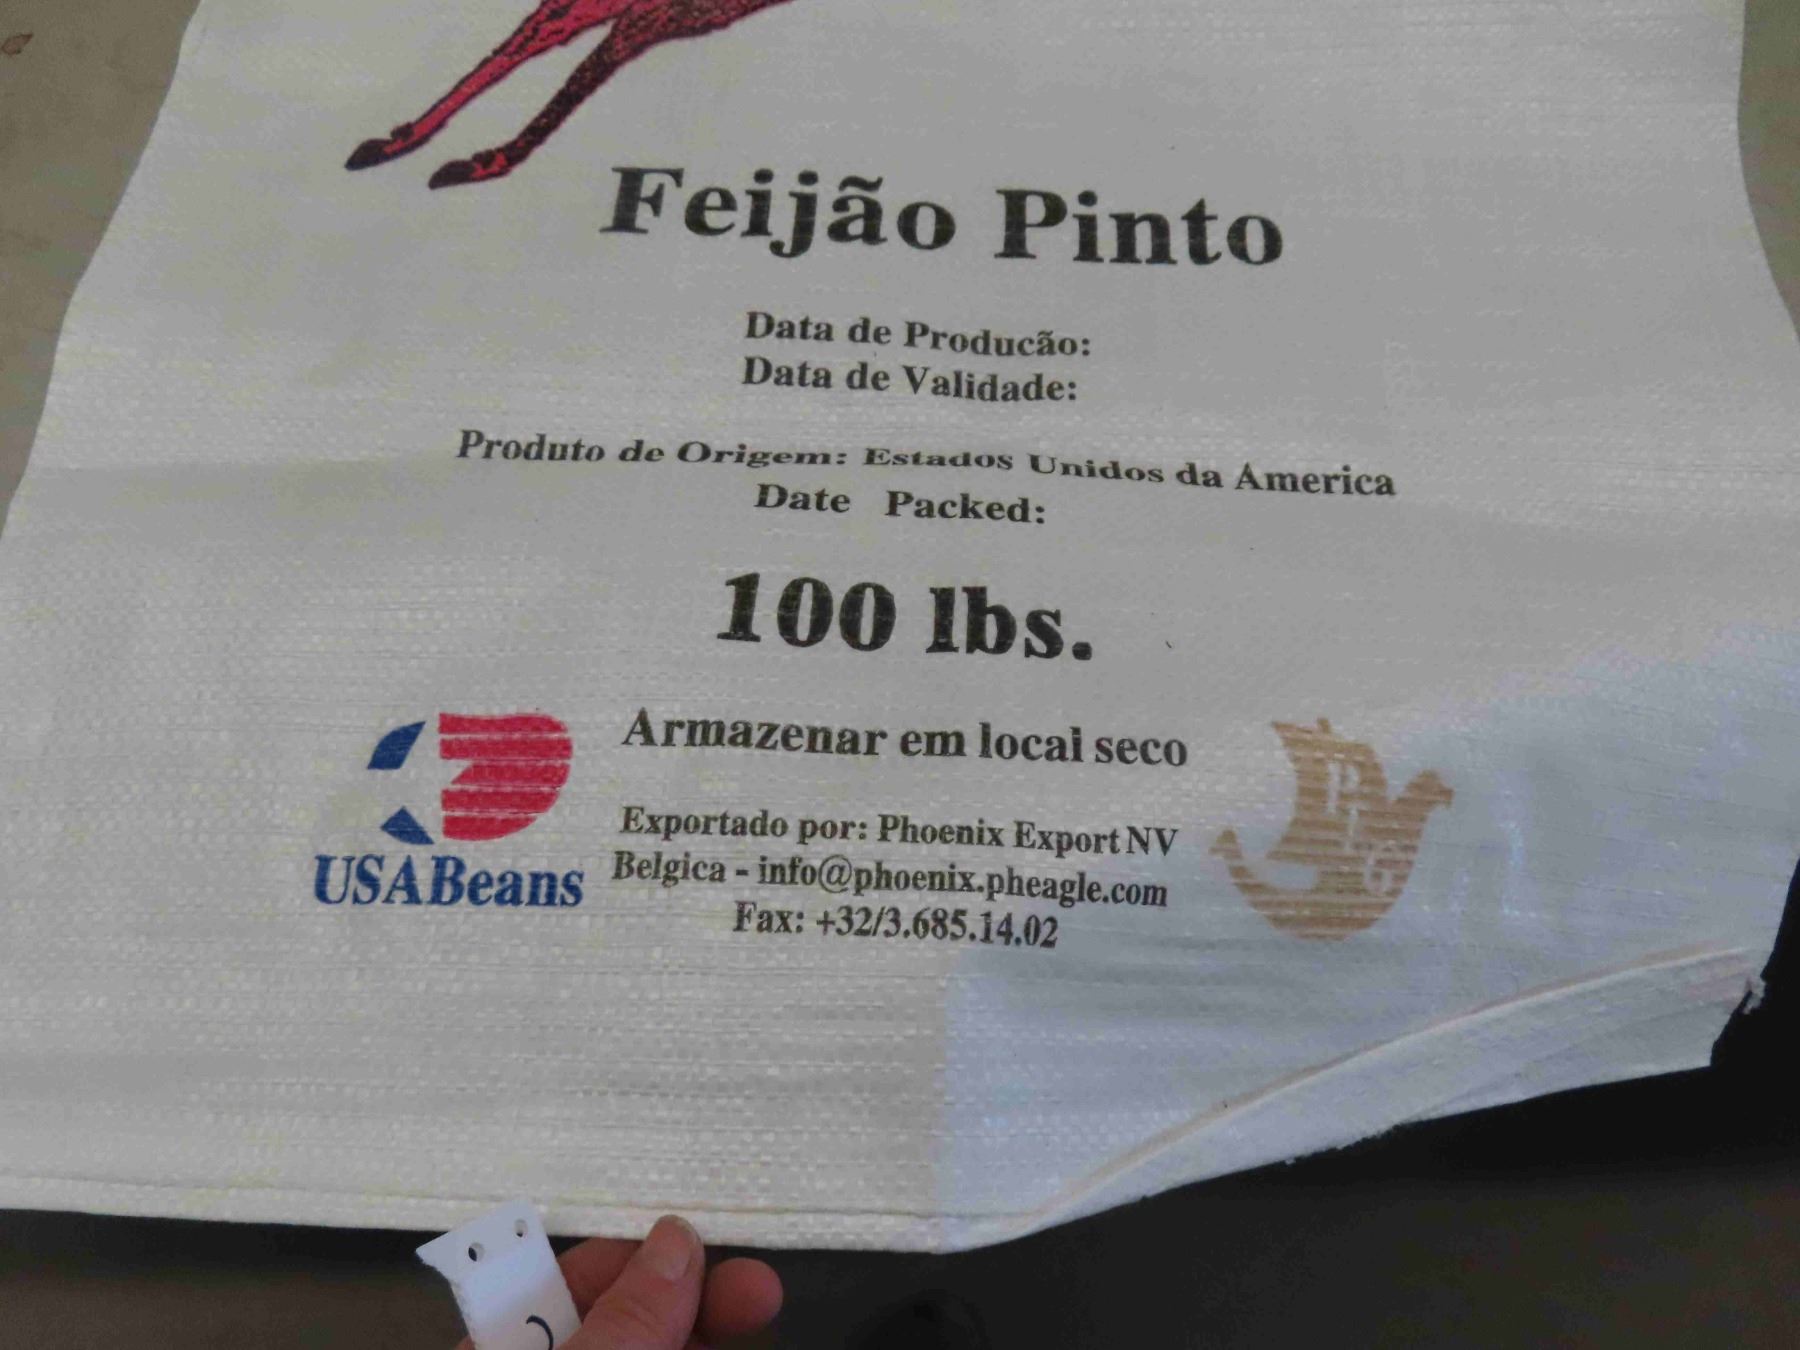 Feijão Pinto
Data de Producão:
Data de Validade:
Produto de Origem: Estados Unidos da America
Date Packed:
100 lbs.
Armazenar em local seco
USABeans
Exportado por: Phoenix Export NV
Belgica - info@phoenix.pheagle.com
Fax: +32/3.685.14.02
P
G